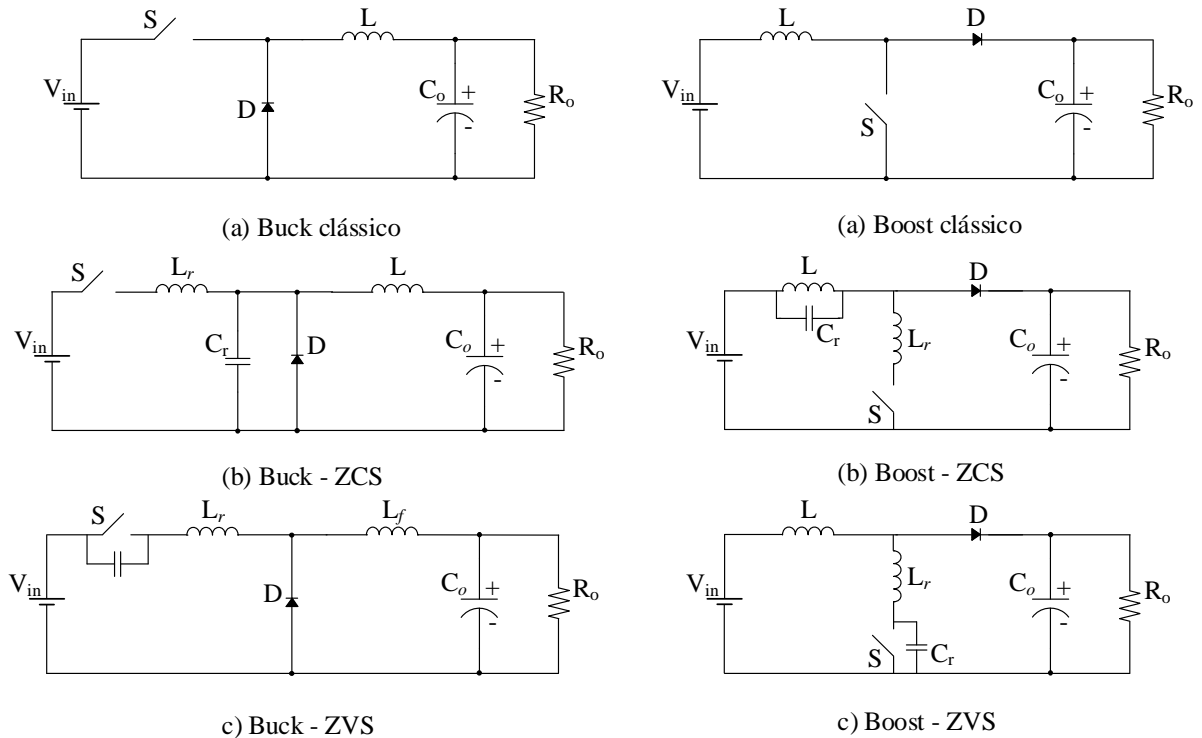 S
L
V_in
D
C_o
+
-
R_o
(a) Buck clássico
L
D
V_in
S
C_o
+
-
R_o
(a) Boost clássico
S
L_r
L
V_in
C_r
D
C_o
+
-
R_o
(b) Buck - ZCS
L
D
C_r
V_in
L_r
S
C_o
+
-
R_o
(b) Boost - ZCS
S
L_r
L_f
V_in
D
C_o
+
-
R_o
c) Buck - ZVS
L
D
V_in
L_r
S
C_r
C_o
+
-
R_o
c) Boost - ZVS